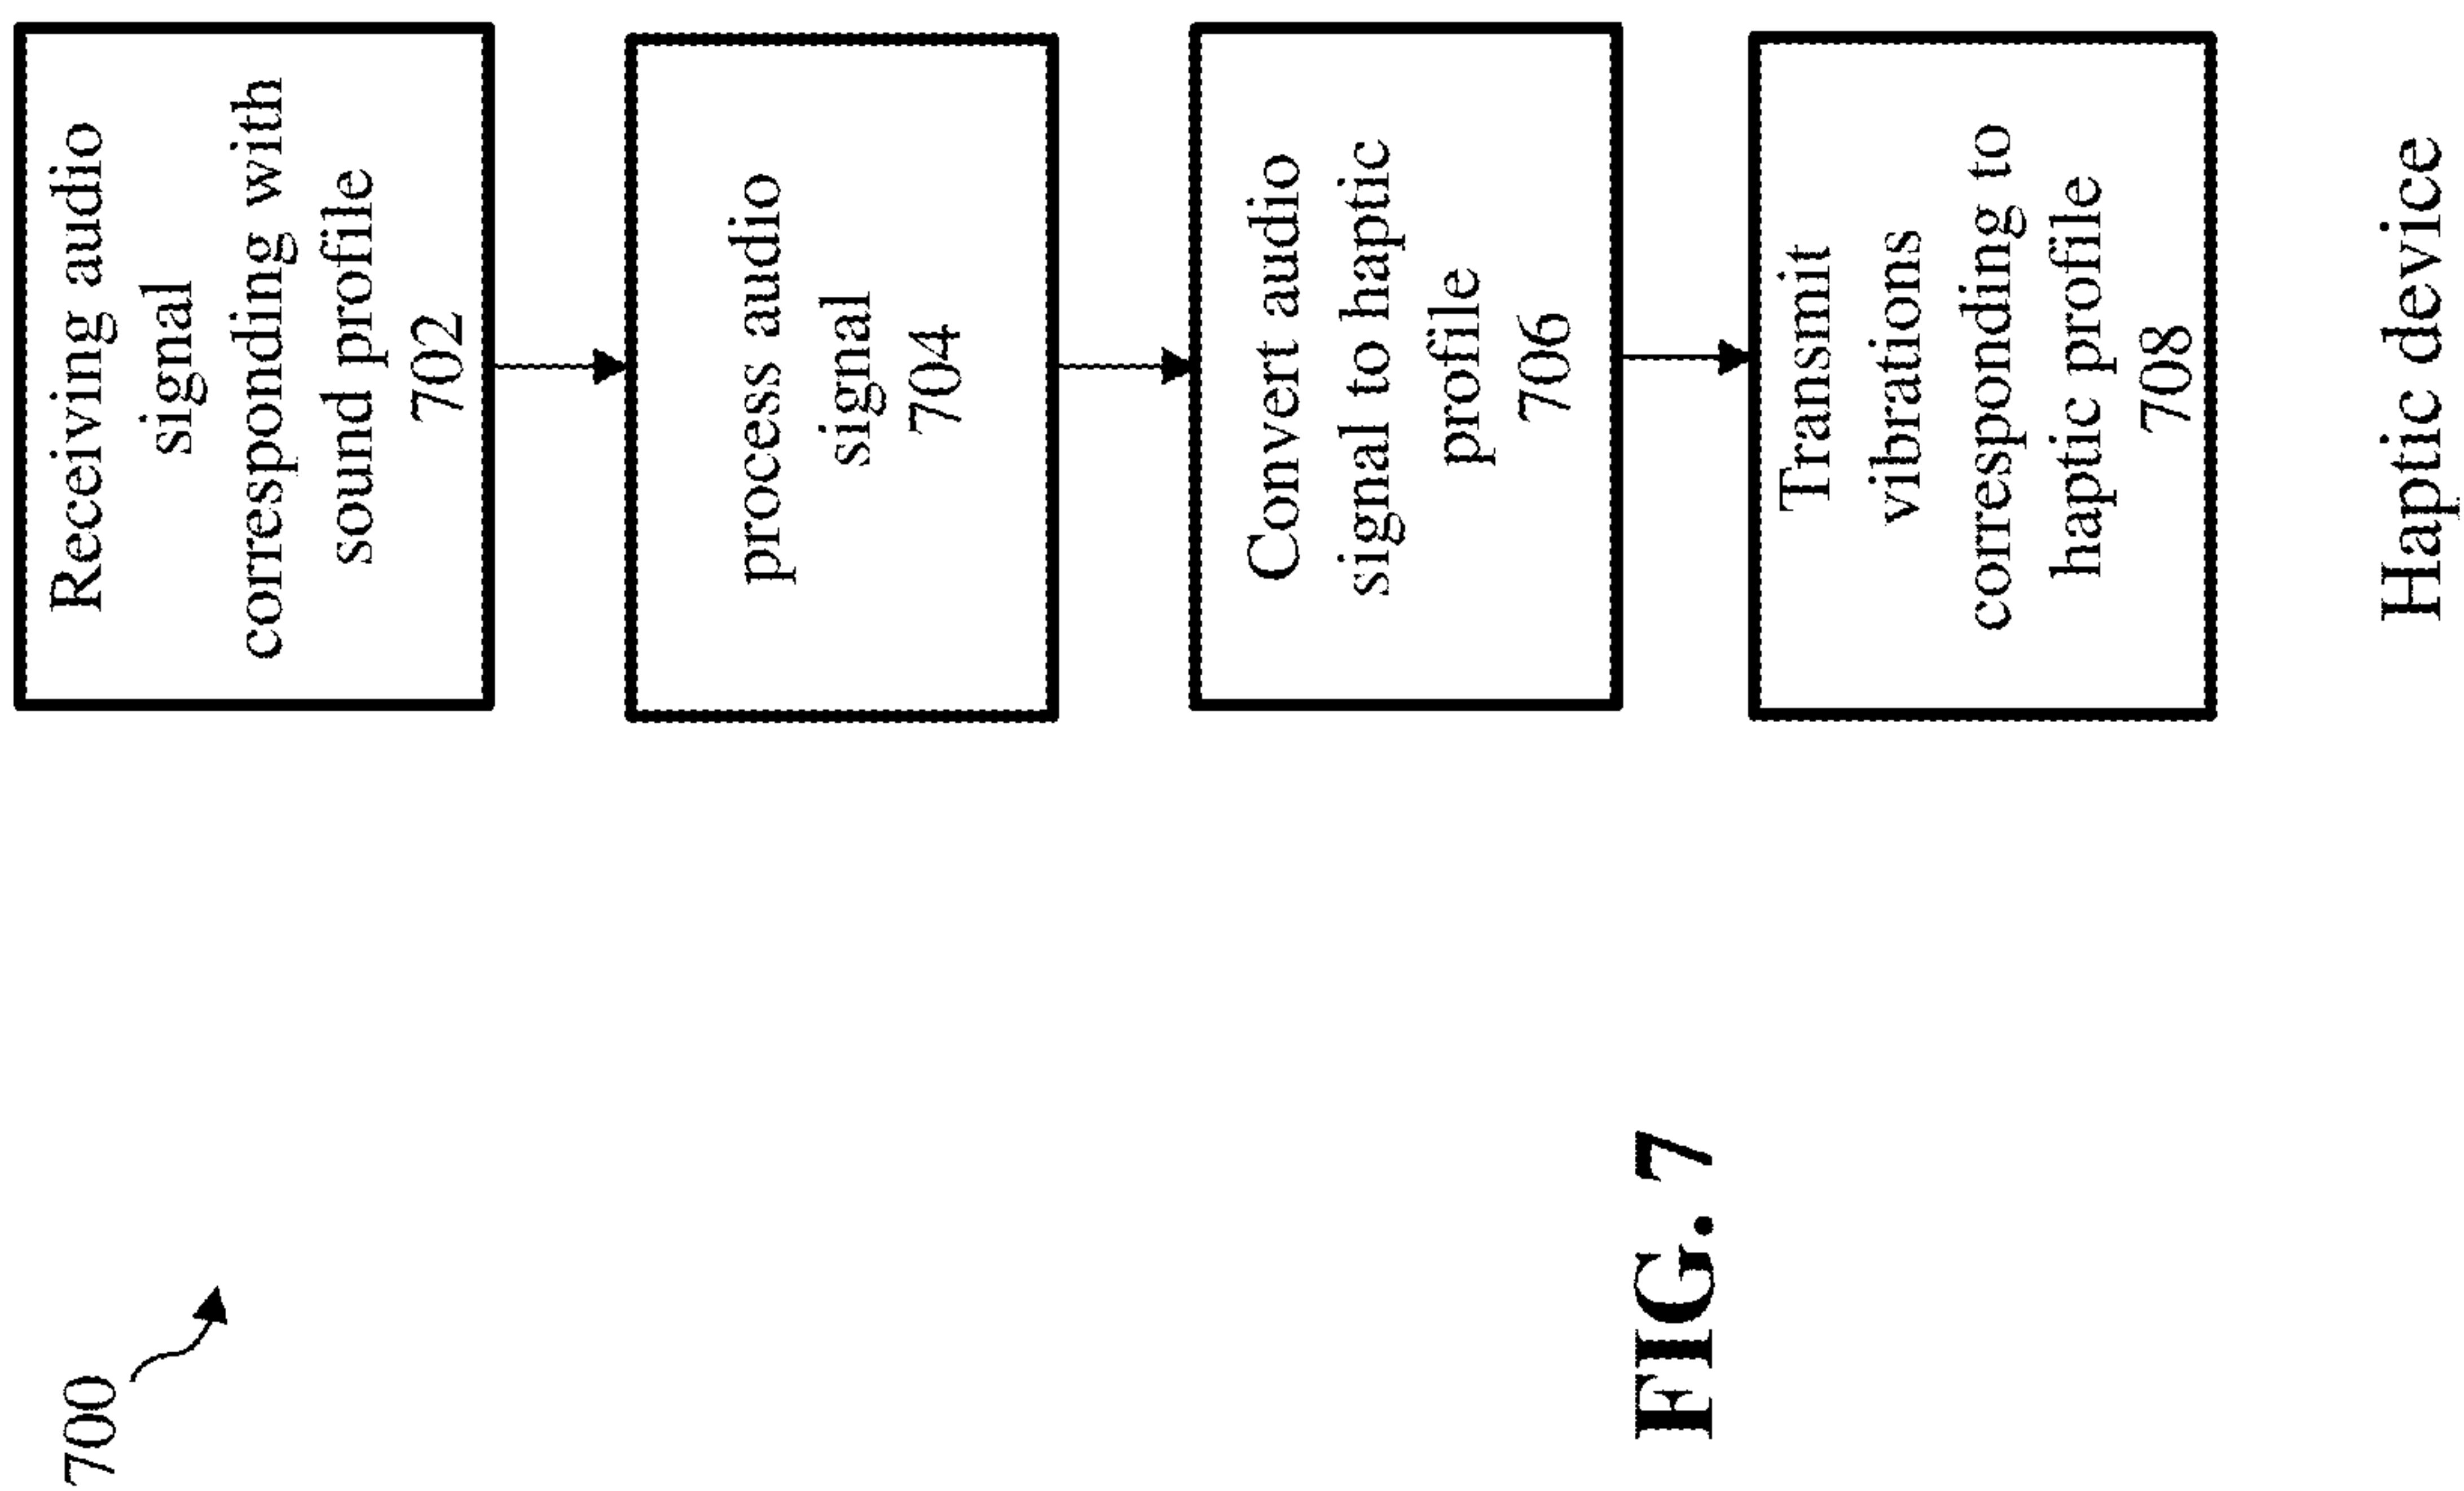 700
Receiving audio
signal
corresponding with
sound profile
702
process audio
signal
704
Convert audio
signal to haptic
profile
706
Transmit
vibrations
corresponding to
haptic profile
708
Haptic device
FIG. 7